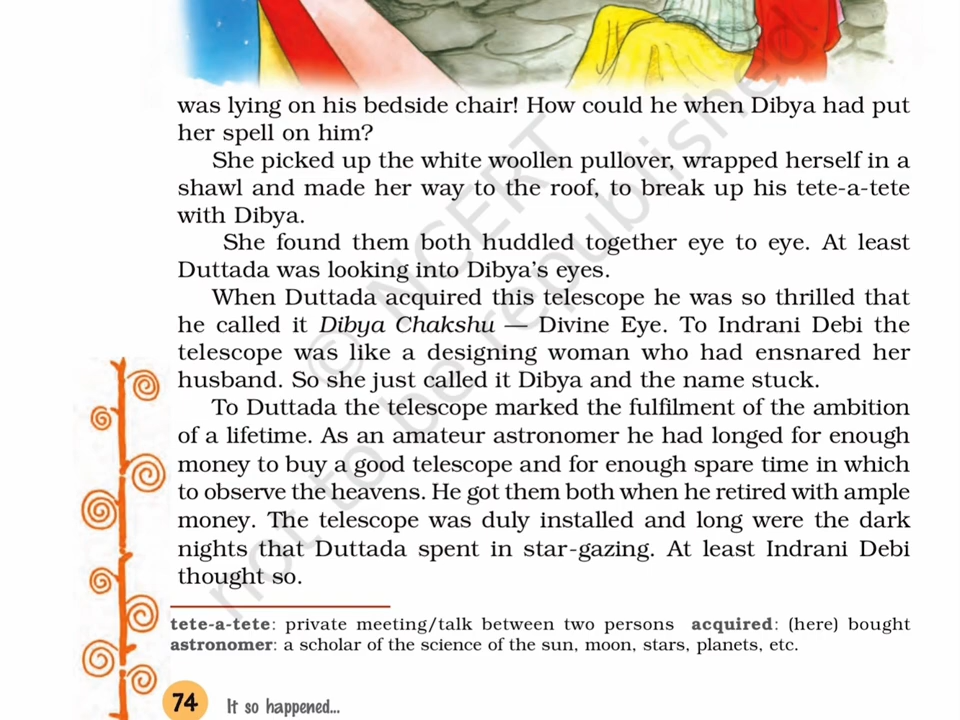 was lying on his bedside chair! How could he when Dibya had put
her spell on him?
She picked up the white woollen pullover, wrapped herself in a
shawl and made her way to the roof, to break up his tete-a-tete
with Dibya.
She found them both huddled together eye to eye. At least
Duttada was looking into Dibya’s eyes.
When Duttada acquired this telescope he was so thrilled that
he called it Dibya Chakshu — Divine Eye. To Indrani Debi the
telescope was like a designing woman who had ensnared her
husband. So she just called it Dibya and the name stuck.
To Duttada the telescope marked the fulfilment of the ambition
of a lifetime. As an amateur astronomer he had longed for enough
money to buy a good telescope and for enough spare time in which
to observe the heavens. He got them both when he retired with ample
money. The telescope was duly installed and long were the dark
nights that Duttada spent in star-gazing. At least Indrani Debi
thought so.
tete-a-tete: private meeting/talk between two persons acquired: (here) bought
astronomer: a scholar of the science of the sun, moon, stars, planets, etc.
74 It so happened...
© NCERT
not to be republished